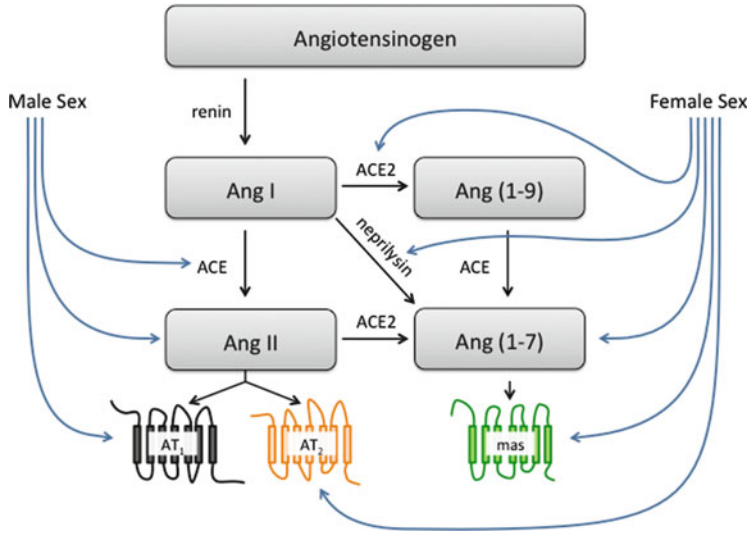 Angiotensinogen
Male Sex
Female Sex
renin
ACE2
Ang I
Ang (1-9)
neprilysin
ACE
ACE
ACE2
Ang II
Ang (1-7)
AT1
AT2
mas